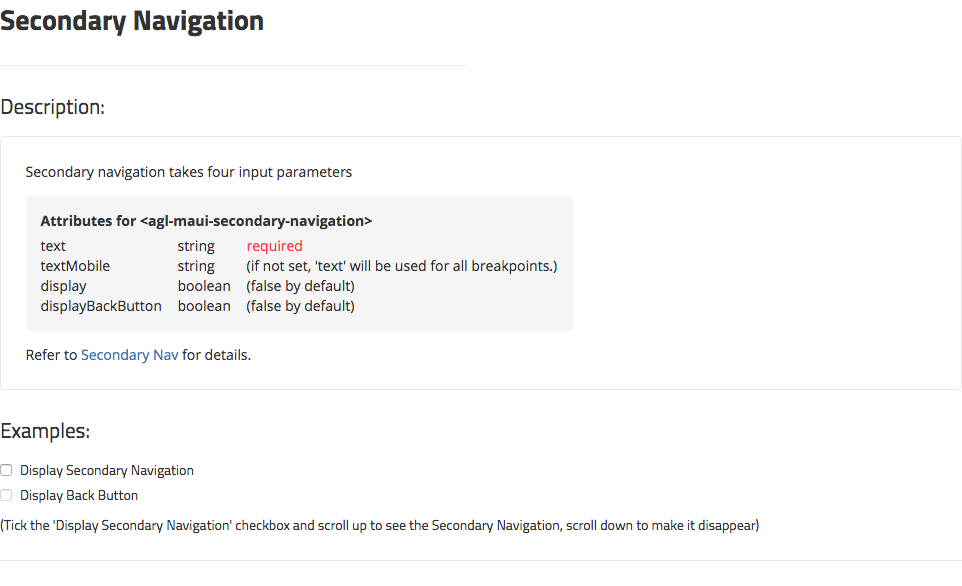 Secondary Navigation
Description:
Secondary navigation takes four input parameters
Attributes for <agl-maui-secondary-navigation>
text string required
textMobile string (if not set, 'text' will be used for all breakpoints.)
display boolean (false by default)
displayBackButton boolean (false by default)
Refer to Secondary Nav for details.
Examples:
Display Secondary Navigation
Display Back Button
(Tick the 'Display Secondary Navigation' checkbox and scroll up to see the Secondary Navigation, scroll down to make it disappear)